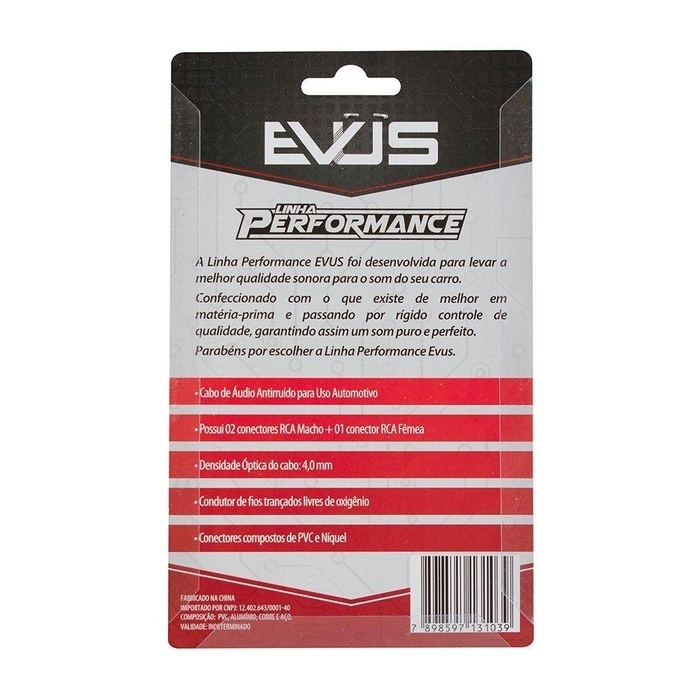 EVUS
LINHA
PERFORMANCE
A Linha Performance EVUS foi desenvolvida para levar a
melhor qualidade sonora para o som do seu carro.
Confeccionado com o que existe de melhor em
matéria-prima e passando por rígido controle de
qualidade, garantindo assim um som puro e perfeito.
Parabéns por escolher a Linha Performance Evus.
• Cabo de Áudio Antirruído para Uso Automotivo
• Possui 02 conectores RCA Macho + 01 conector RCA Fêmea
• Densidade Óptica do cabo: 4,0 mm
• Condutor de fios trançados livres de oxigênio
• Conectores compostos de PVC e Níquel
FABRICADO NA CHINA
IMPORTADO POR CNPJ: 12.402.643/0001-40
COMPOSIÇÃO: PVC, ALUMÍNIO, COBRE E AÇO.
VALIDADE: INDETERMINADO
7 898597 131039